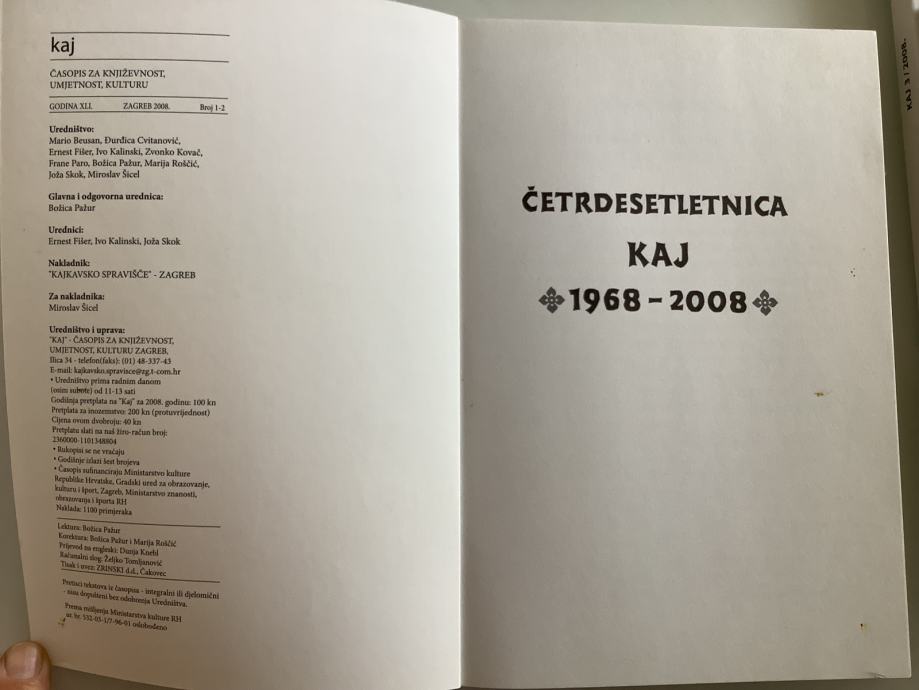 kaj
ČASOPIS ZA KNJIŽEVNOST,
UMJETNOST, KULTURU
GODINA XLI. ZAGREB 2008. Broj 1-2
Uredništvo:
Mario Beusan, Đurđica Cvitanović,
Ernest Fišer, Ivo Kalinski, Zvonko Kovač,
Frane Paro, Božica Pažur, Marija Roščić,
Joža Skok, Miroslav Šicel
Glavna i odgovorna urednica:
Božica Pažur
Urednici:
Ernest Fišer, Ivo Kalinski, Joža Skok
Nakladnik:
"KAJKAVSKO SPRAVIŠČE" - ZAGREB
Za nakladnika:
Miroslav Šicel
Uredništvo i uprava:
"KAJ" - ČASOPIS ZA KNJIŽEVNOST,
UMJETNOST, KULTURU ZAGREB,
Ilica 34 - telefon(faks): (01) 48-337-43
E-mail: kajkavsko.spravisce@zg.t-com.hr
• Uredništvo prima radnim danom
(osim subote) od 11-13 sati
Godišnja pretplata na "Kaj" za 2008. godinu: 100 kn
Pretplata za inozemstvo: 200 kn (protuvrijednost)
Cijena ovom dvobroju: 40 kn
Pretplatu slati na naš žiro-račun broj:
2360000-1101348804
• Rukopisi se ne vraćaju
• Godišnje izlazi šest brojeva
• Časopis sufinanciraju Ministarstvo kulture
Republike Hrvatske, Gradski ured za obrazovanje,
kulturu i šport, Zagreb, Ministarstvo znanosti,
obrazovanja i športa RH
Naklada: 1100 primjeraka
Lektura: Božica Pažur
Korektura: Božica Pažur i Marija Roščić
Prijevod na engleski: Dunja Knebl
Računalni slog: Željko Tomljanović
Tisak i uvez: ZRINSKI d.d., Čakovec
Pretisci tekstova iz časopisa - integralni ili djelomični
- nisu dopušteni bez odobrenja Uredništva.
Prema mišljenju Ministarstva kulture RH
ur. br. 532-03-1/7-96-01 oslobođeno
ČETRDESETLETNICA
KAJ
1968 – 2008
KAJ 3 / 2008.